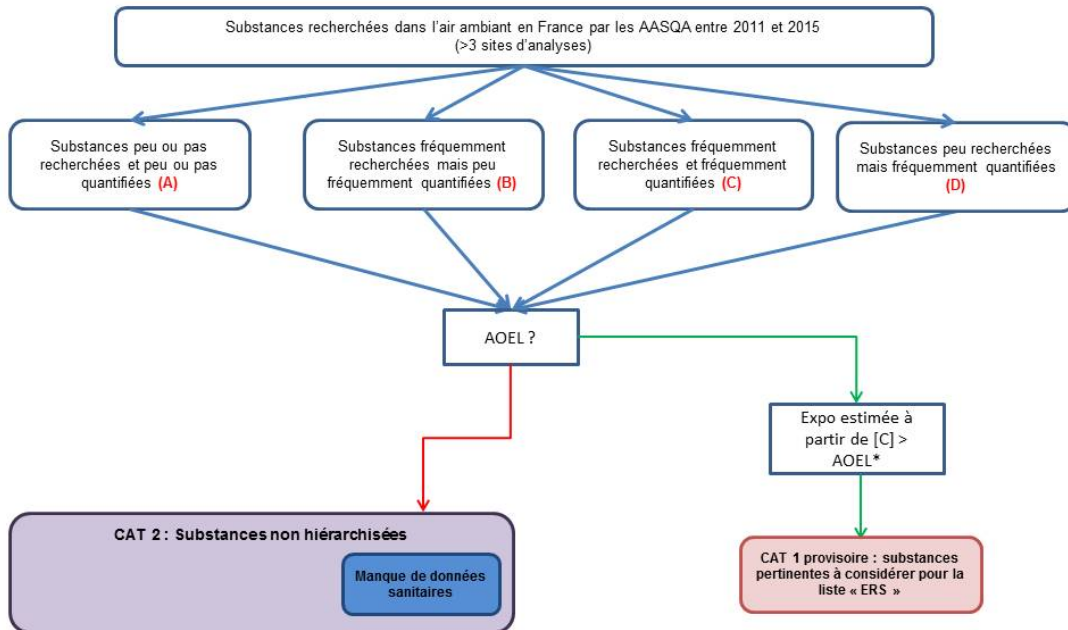 Substances recherchées dans l'air ambiant en France par les AASQA entre 2011 et 2015
(>3 sites d'analyses)
Substances peu ou pas
recherchées et peu ou pas
quantifiées (A)
Substances fréquemment
recherchées mais peu
fréquemment quantifiées (B)
Substances fréquemment
recherchées et fréquemment
quantifiées (C)
Substances peu recherchées
mais fréquemment quantifiées
(D)
AOEL ?
Expo estimée à
partir de [C] >
AOEL*
CAT 2 : Substances non hiérarchisées
Manque de données
sanitaires
CAT 1 provisoire : substances
pertinentes à considérer pour la
liste « ERS »